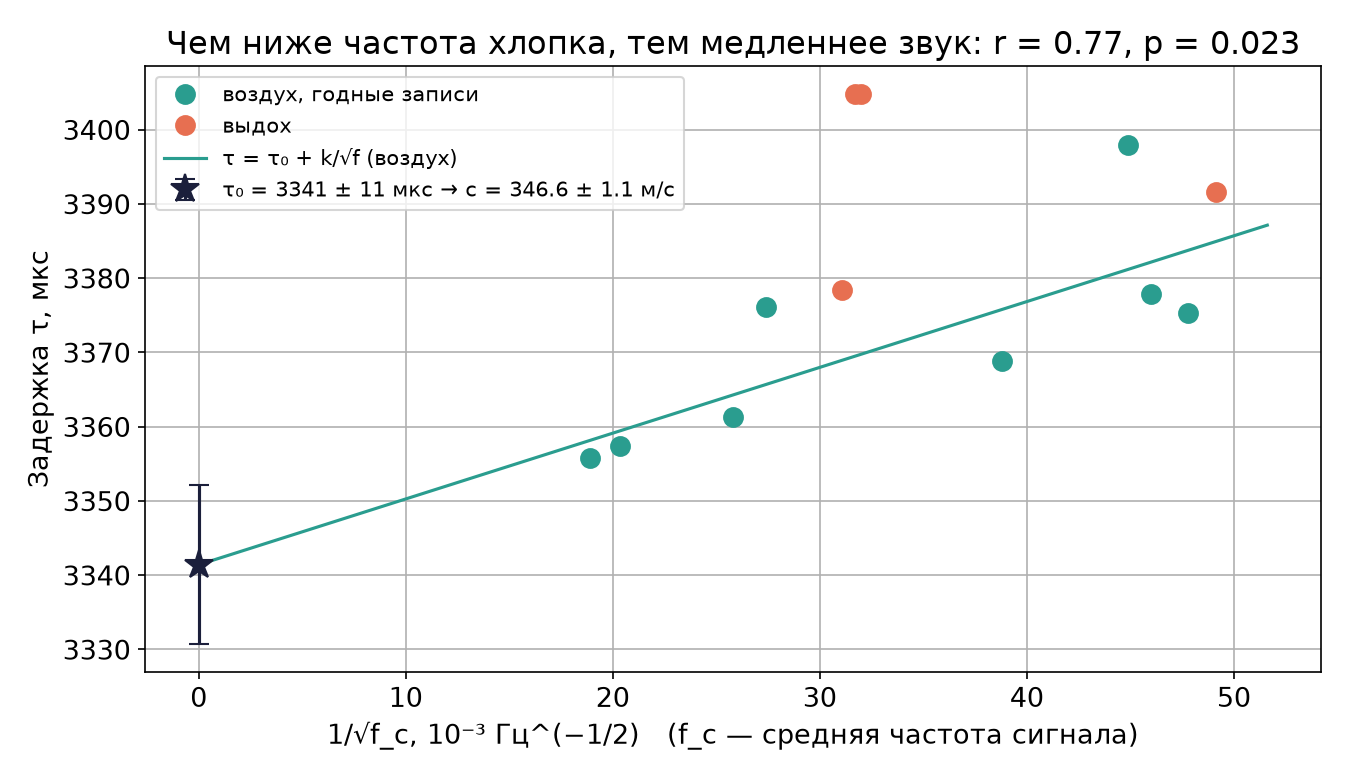 Чем ниже частота хлопка, тем медленнее звук: r = 0.77, p = 0.023
воздух, годные записи
выдох
τ = τ₀ + k/√f (воздух)
τ₀ = 3341 ± 11 мкс → c = 346.6 ± 1.1 м/с
Задержка τ, мкс
3400
3390
3380
3370
3360
3350
3340
3330
0 10 20 30 40 50
1/√f_c, 10⁻³ Гц^(−1/2) (f_c — средняя частота сигнала)